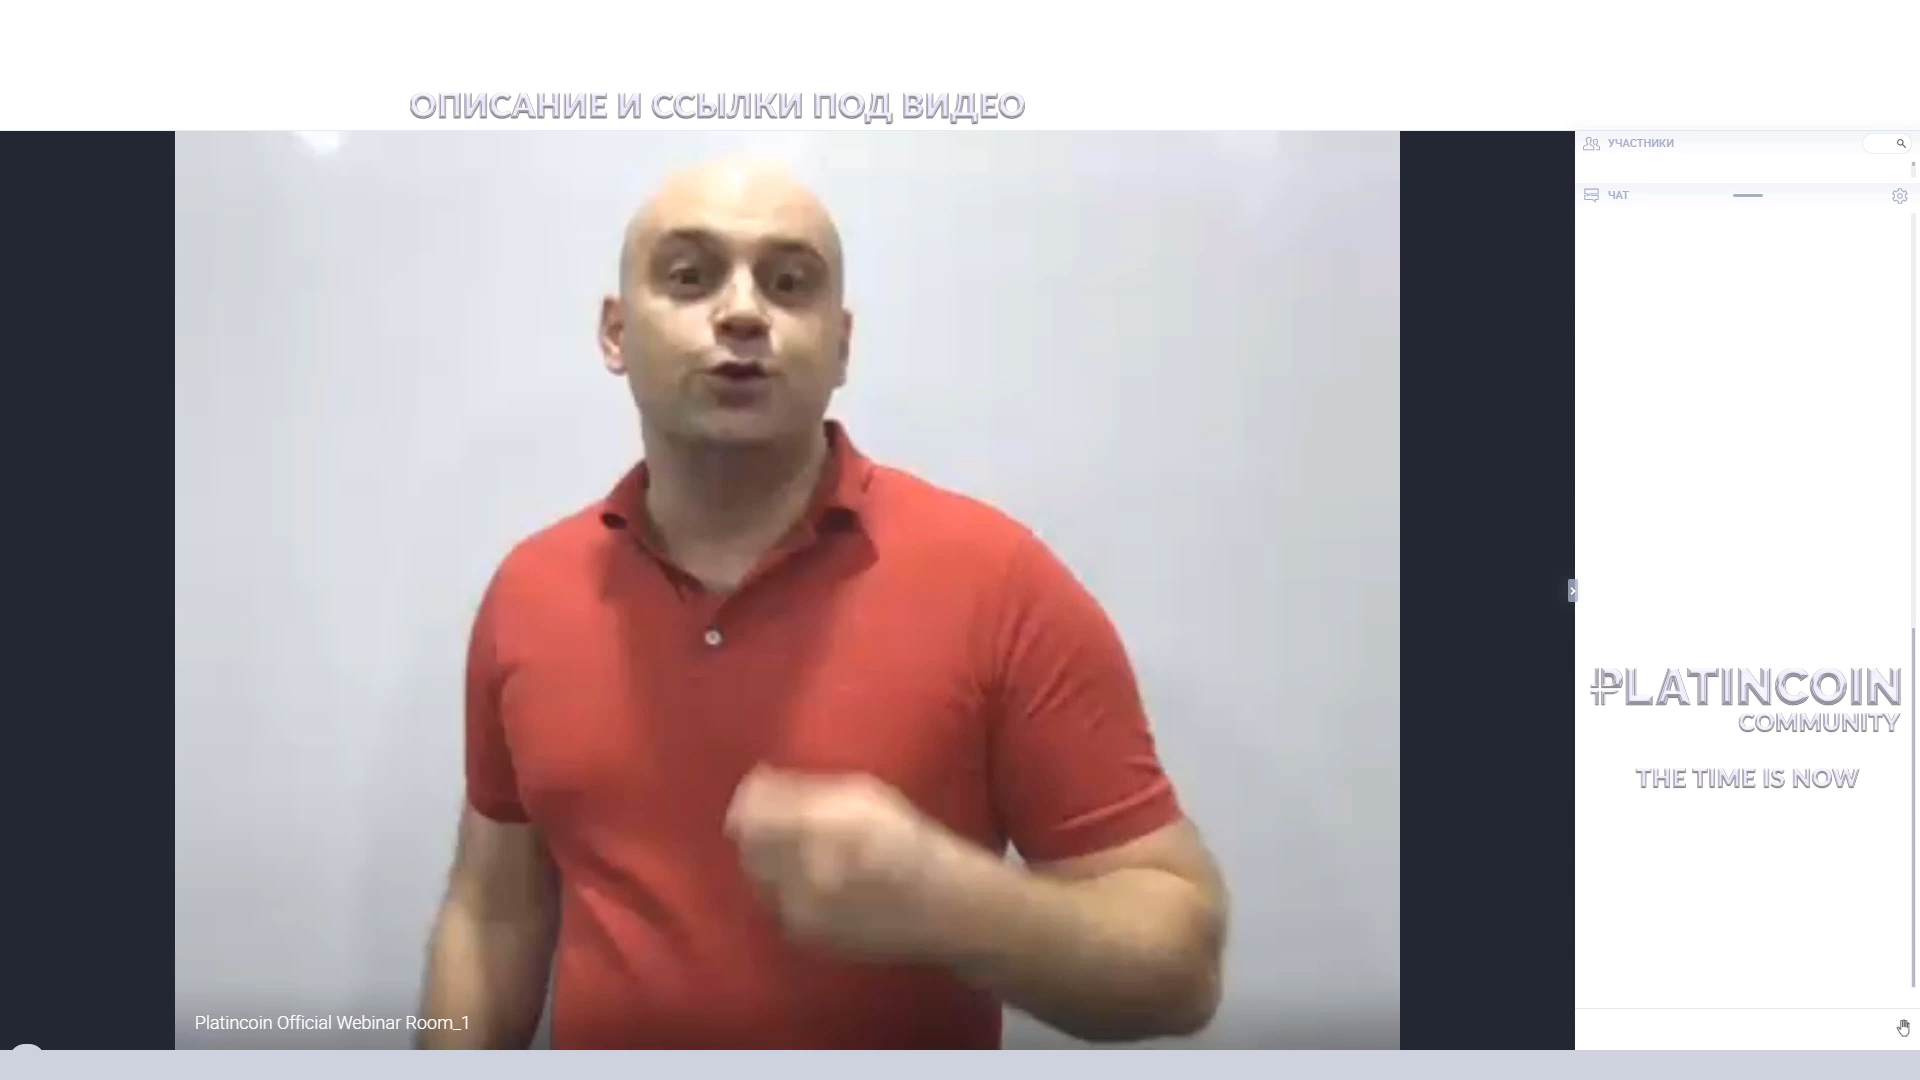 ОПИСАНИЕ И ССЫЛКИ ПОД ВИДЕО
УЧАСТНИКИ
ЧАТ
PLATINCOIN
COMMUNITY
THE TIME IS NOW
Platincoin Official Webinar Room_1